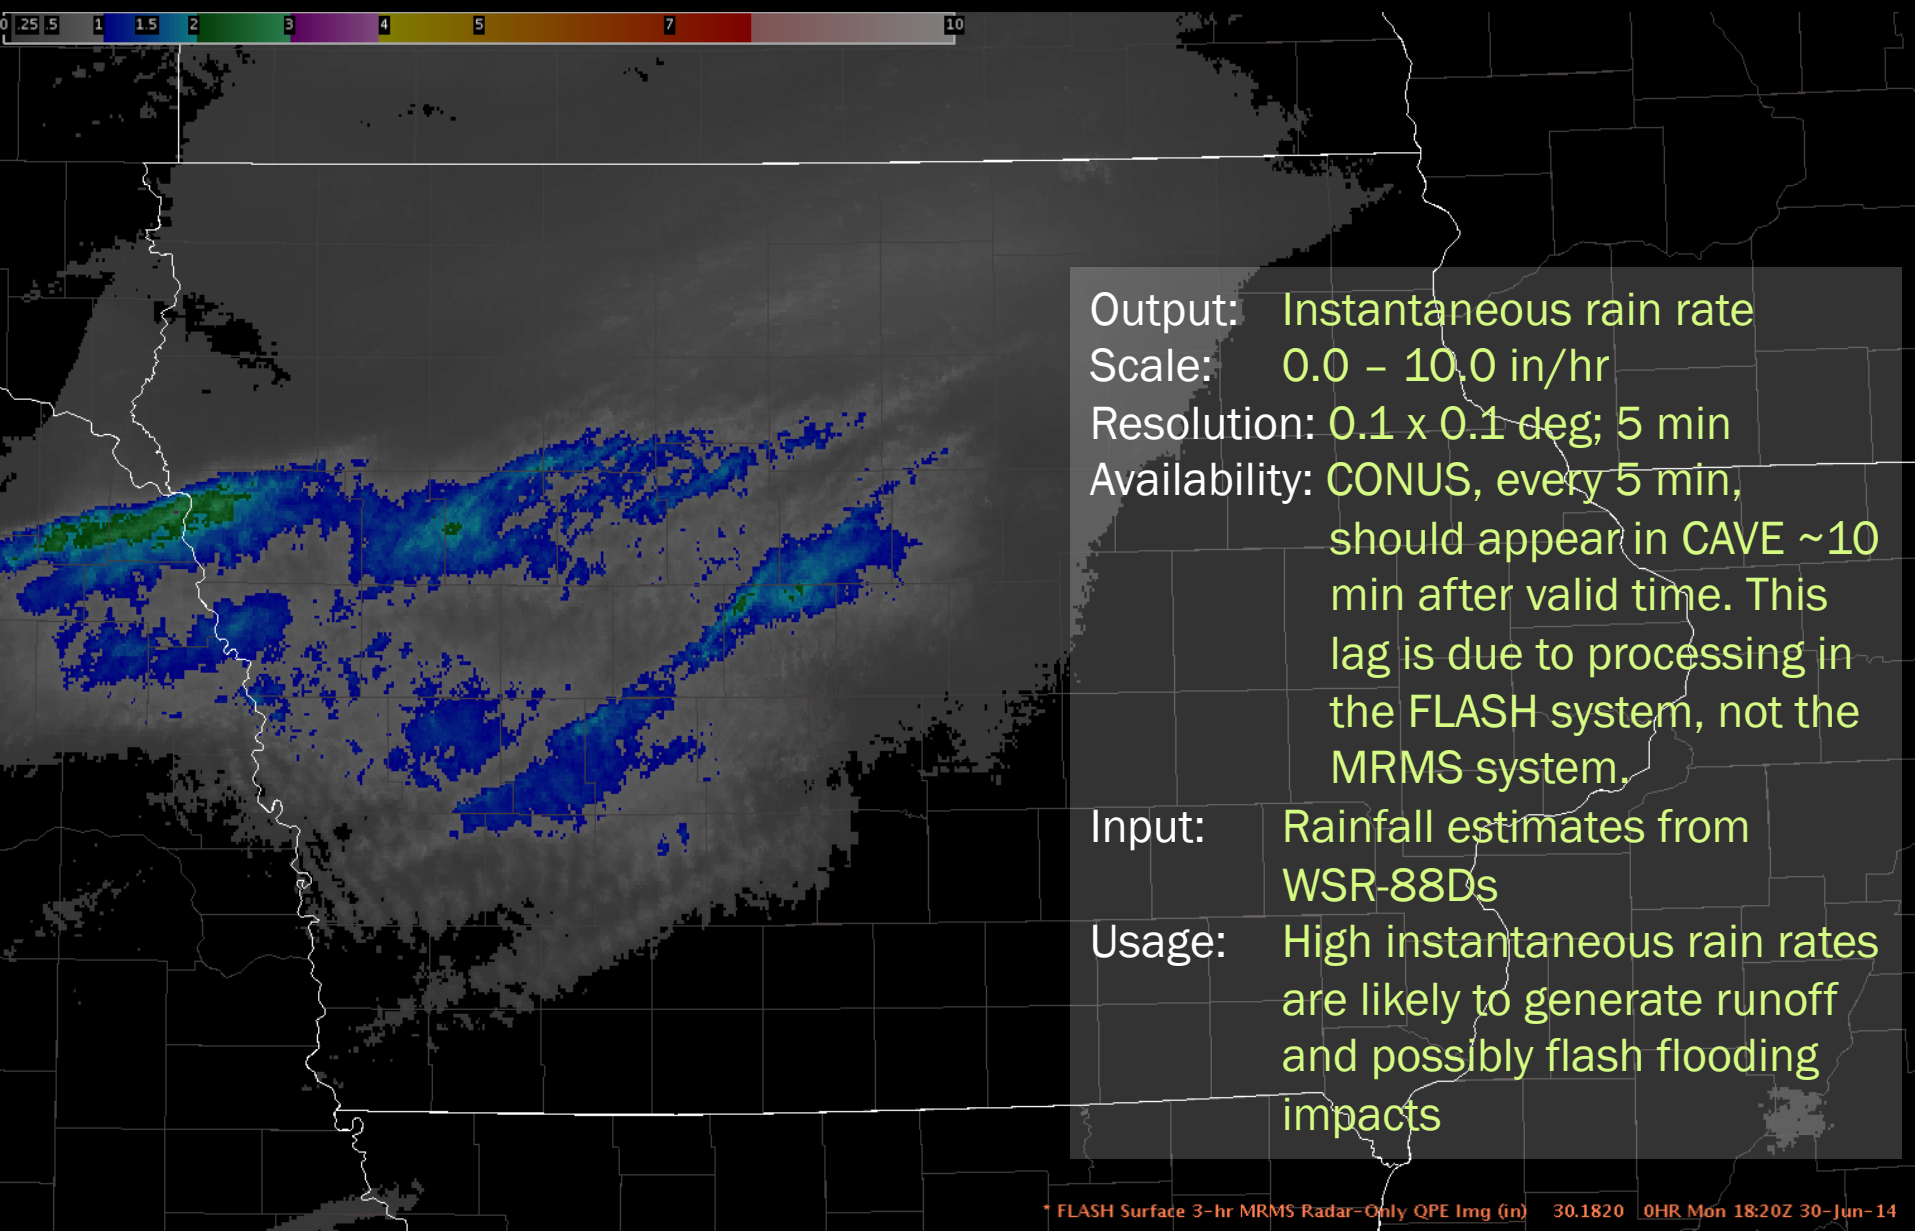 0 .25 .5 1 1.5 2 3 4 5 7 10
Output: Instantaneous rain rate
Scale: 0.0 – 10.0 in/hr
Resolution: 0.1 x 0.1 deg; 5 min
Availability: CONUS, every 5 min,
should appear in CAVE ~10
min after valid time. This
lag is due to processing in
the FLASH system, not the
MRMS system.
Input: Rainfall estimates from
WSR-88Ds
Usage: High instantaneous rain rates
are likely to generate runoff
and possibly flash flooding
impacts
* FLASH Surface 3-hr MRMS Radar-Only QPE Img (in) 30.1820 0HR Mon 18:20Z 30-Jun-14